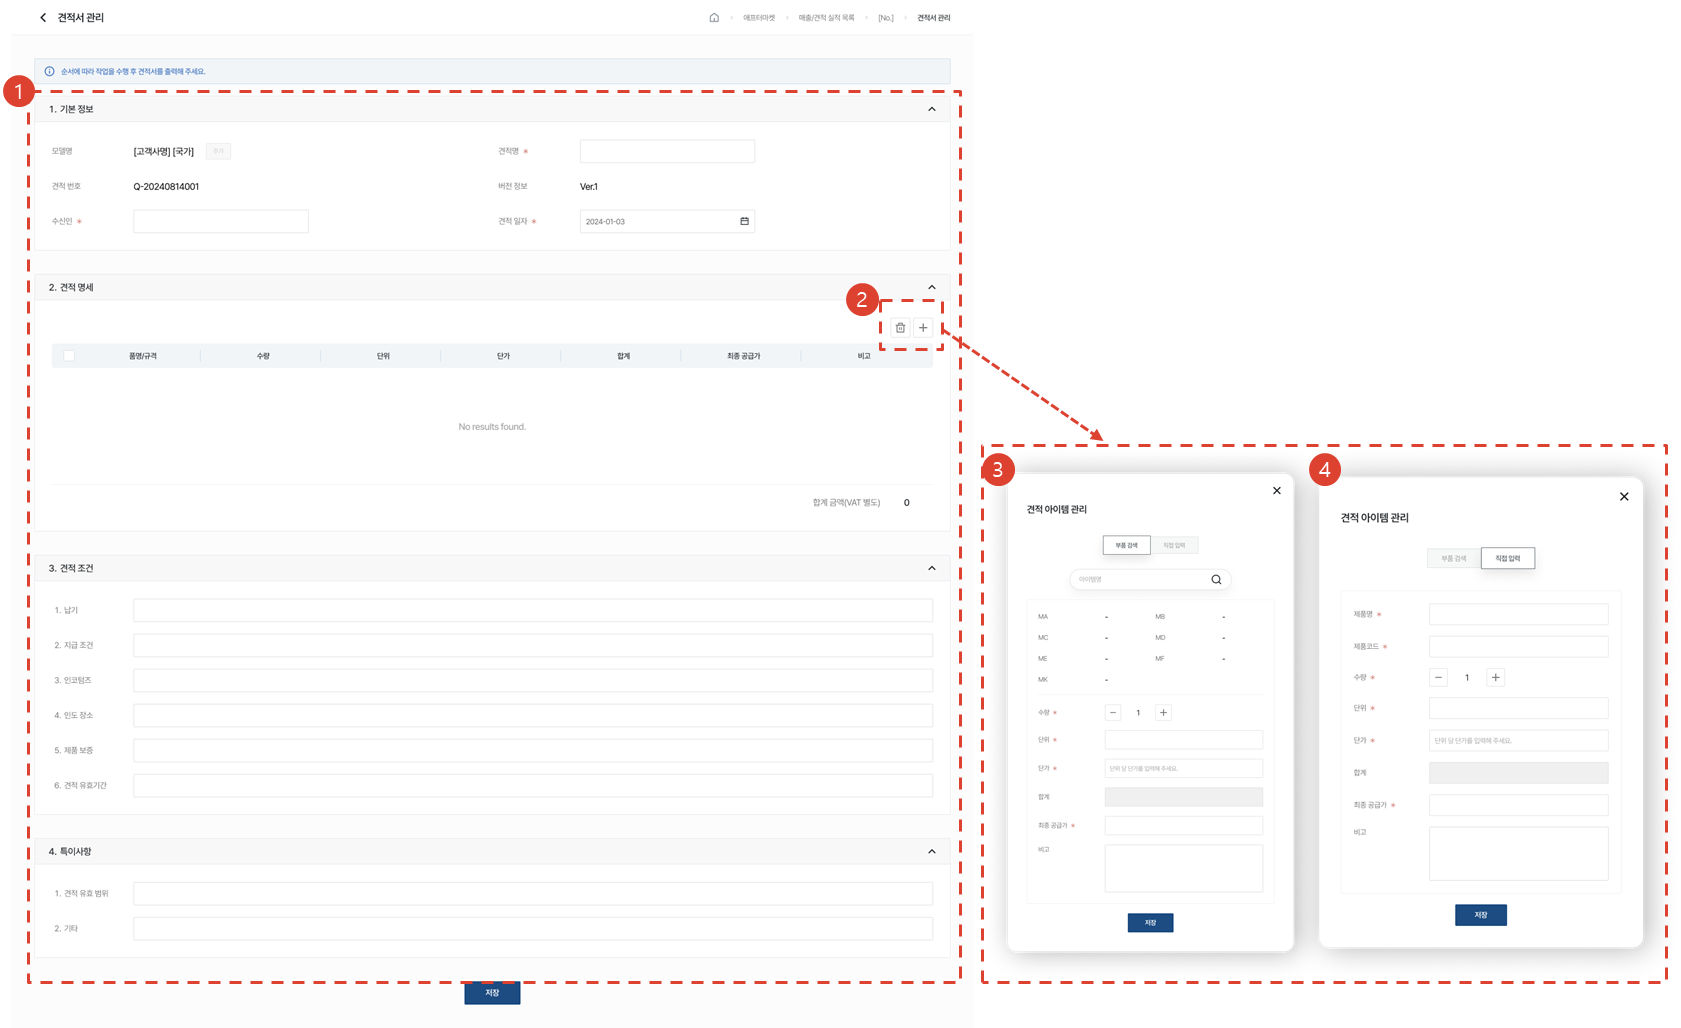 견적서 관리
애프터마켓 매출/견적 실적 목록 [No.] 견적서 관리
순서에 따라 작업을 수행 후 견적서를 출력해 주세요.
1
1. 기본 정보
모델명 [고객사명] [국가] 견적명 *
견적 번호 Q-20240814001 버전 정보 Ver.1
수신인 * 견적 일자 * 2024-01-03
2. 견적 명세
2
품명/규격 수량 단위 단가 합계 최종 공급가 비고
No results found.
합계 금액(VAT 별도) 0
3. 견적 조건
1. 납기
2. 지급 조건
3. 인코텀즈
4. 인도 장소
5. 제품 보증
6. 견적 유효기간
4. 특이사항
1. 견적 유효 범위
2. 기타
저장
3
견적 아이템 관리
부품 검색 직접 입력
아이템명
MA - MB -
MC - MD -
ME - MF -
MK -
수량 * 1
단위 *
단가 * 단위 당 단가를 입력해 주세요.
합계
최종 공급가 *
비고
저장
4
견적 아이템 관리
부품 검색 직접 입력
제품명 *
제품코드 *
수량 * 1
단위 *
단가 * 단위 당 단가를 입력해 주세요.
합계
최종 공급가 *
비고
저장